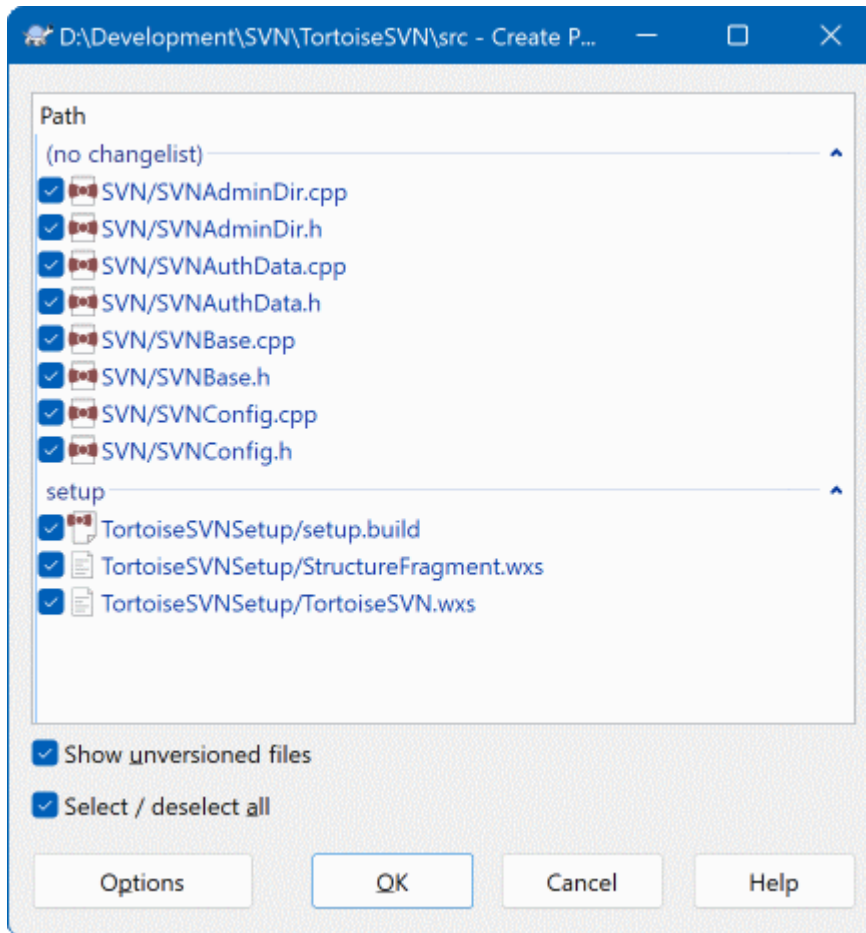 D:\Development\SVN\TortoiseSVN\src - Create P...
Path
(no changelist)
SVN/SVNAdminDir.cpp
SVN/SVNAdminDir.h
SVN/SVNAuthData.cpp
SVN/SVNAuthData.h
SVN/SVNBase.cpp
SVN/SVNBase.h
SVN/SVNConfig.cpp
SVN/SVNConfig.h
setup
TortoiseSVNSetup/setup.build
TortoiseSVNSetup/StructureFragment.wxs
TortoiseSVNSetup/TortoiseSVN.wxs
Show unversioned files
Select / deselect all
Options OK Cancel Help